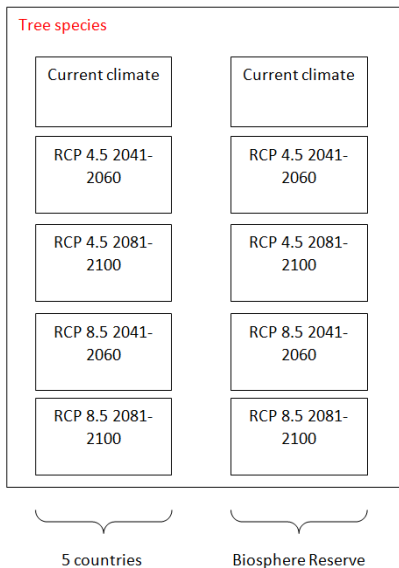 Tree species
Current climate
RCP 4.5 2041-
2060
RCP 4.5 2081-
2100
RCP 8.5 2041-
2060
RCP 8.5 2081-
2100
5 countries
Current climate
RCP 4.5 2041-
2060
RCP 4.5 2081-
2100
RCP 8.5 2041-
2060
RCP 8.5 2081-
2100
Biosphere Reserve